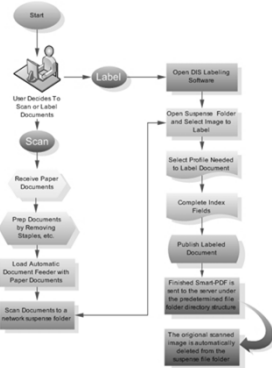 Start
User Decides To
Scan or Label
Documents
Scan
Receive Paper
Documents
Prep Documents
by Removing
Staples, etc.
Load Automatic
Document Feeder with
Paper Documents
Scan Documents to a
network suspense folder
Label
Open DIS Labeling
Software
Open Suspense Folder
and Select Image to
Label
Select Profile Needed
to Label Document
Complete Index
Fields
Publish Labeled
Document
Finished Smart-PDF is
sent to the server under
the predetermined file
folder directory structure
The origional scanned
image is automatically
deleted from the
suspense file folder